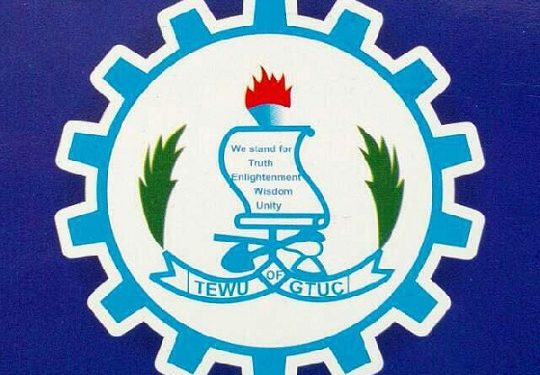 We stand for
Truth
Enlightenment
Wisdom
Unity
TEWU OF GTUC